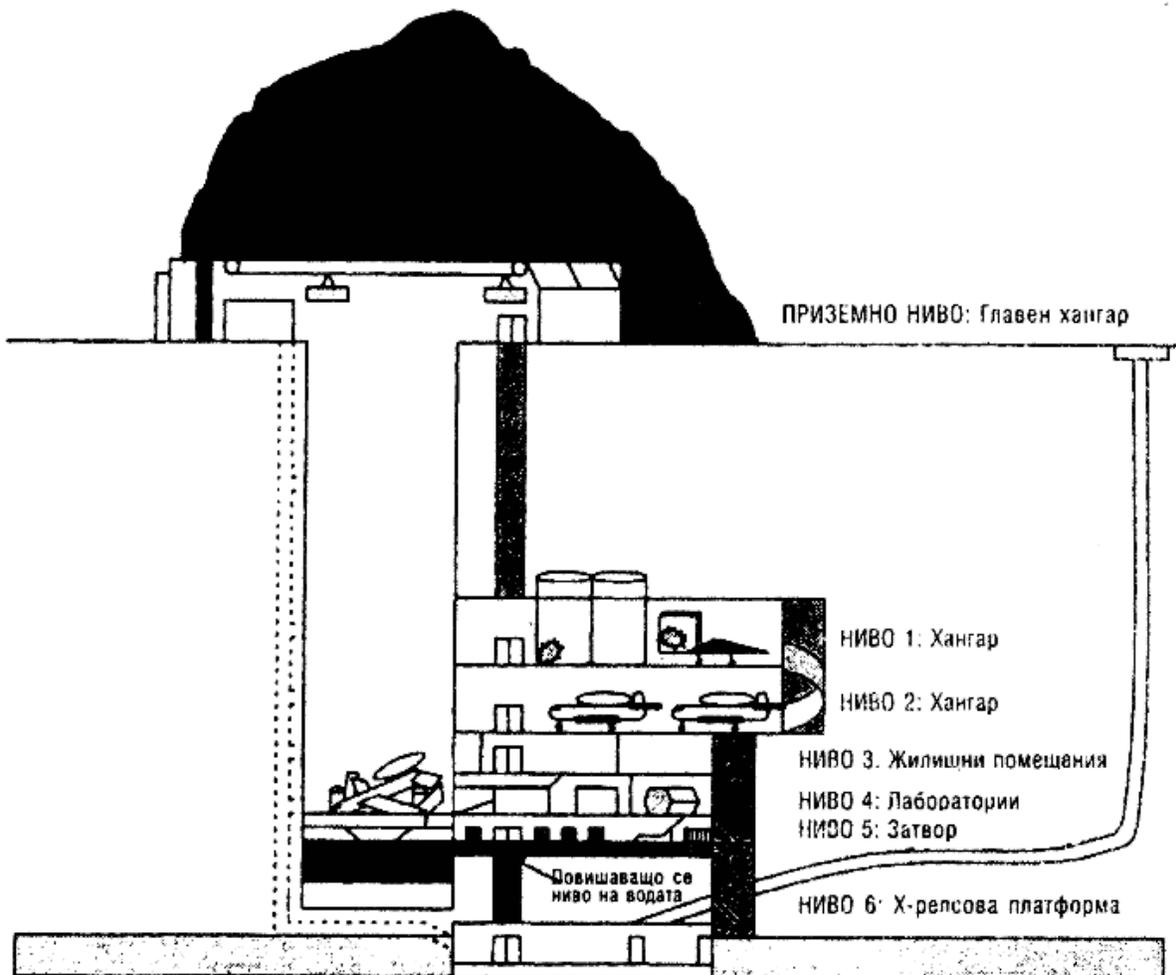 ПРИЗЕМНО НИВО: Главен хангар
НИВО 1: Хангар
НИВО 2: Хангар
НИВО 3. Жилищни помещения
НИВО 4: Лаборатории
НИВО 5: Затвор
Повишаващо се
ниво на водата
НИВО 6: Х-релсова платформа